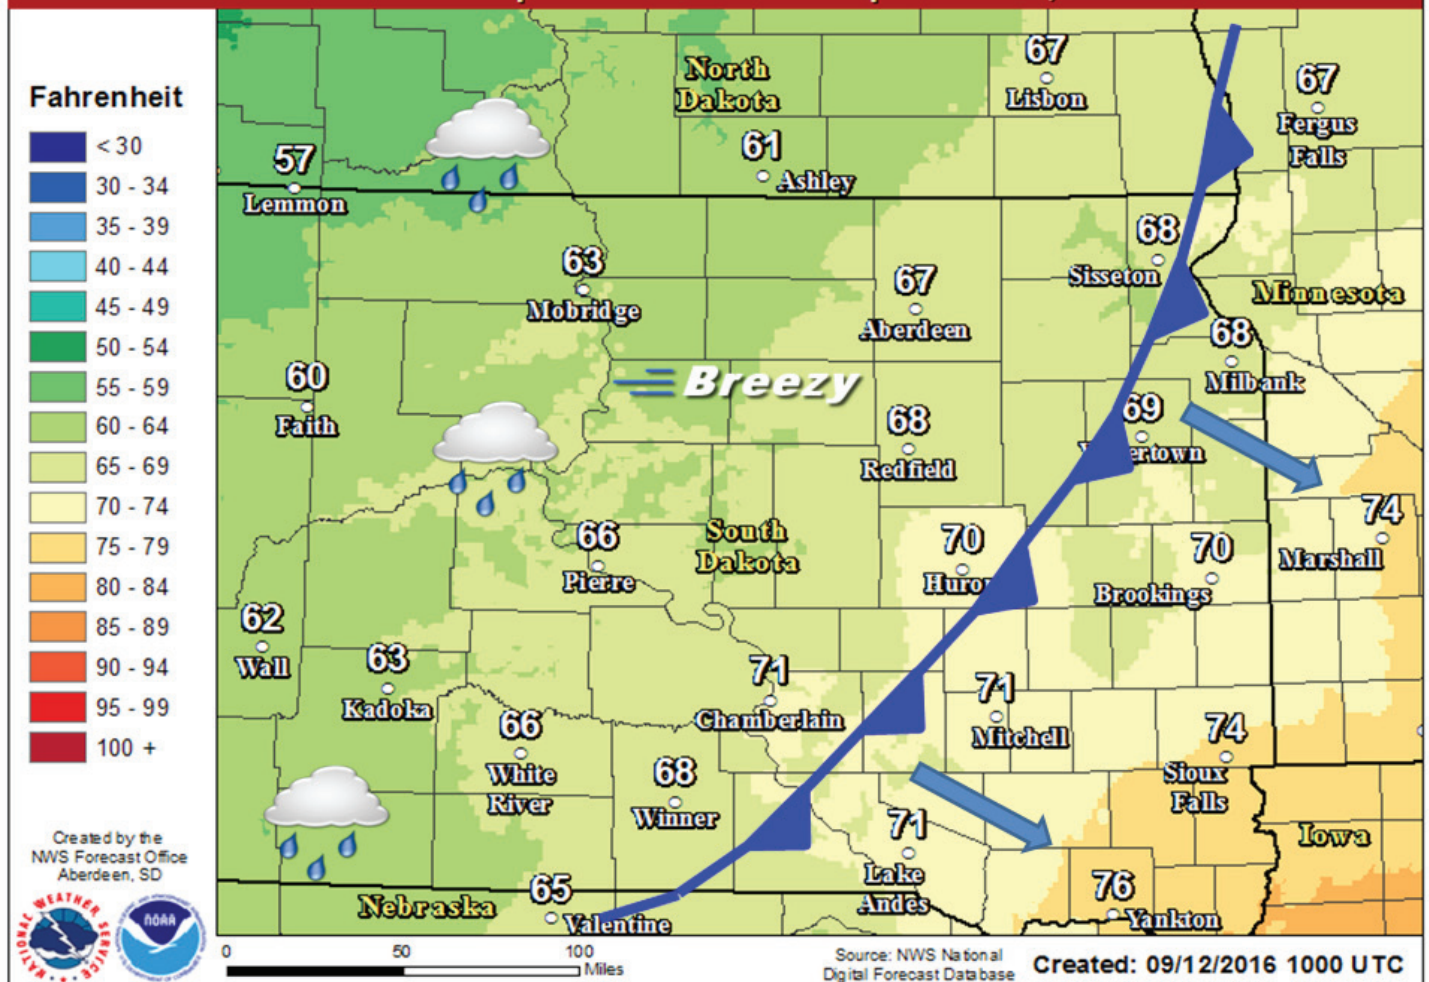 Fahrenheit
< 30
30 - 34
35 - 39
40 - 44
45 - 49
50 - 54
55 - 59
60 - 64
65 - 69
70 - 74
75 - 79
80 - 84
85 - 89
90 - 94
95 - 99
100 +
Created by the
NWS Forecast Office
Aberdeen, SD
NATIONAL WEATHER SERVICE
NOAA
North
Dakota
67
Lisbon
67
Fergus
Falls
57
Lemmon
61
Ashley
68
Sisseton
63
Mobridge
67
Aberdeen
Minnesota
68
Milbank
60
Faith
Breezy
68
Redfield
69
66
Pierre
South
Dakota
70
Huron
70
Brookings
74
Marshall
62
Wall
63
Kadoka
71
Chamberlain
71
Mitchell
66
White
River
68
Winner
74
Sioux
Falls
71
Lake
Andes
Iowa
Nebraska
65
Valentine
76
Yankton
0 50 100
Miles
Source: NWS National
Digital Forecast Database
Created: 09/12/2016 1000 UTC